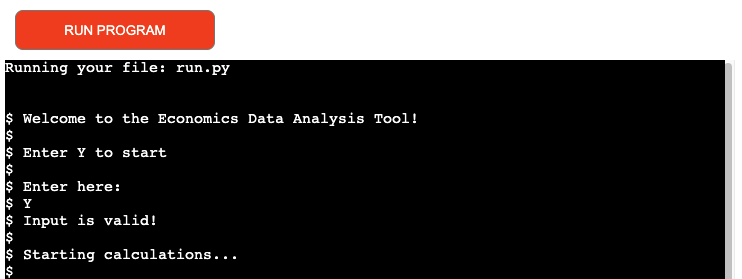 RUN PROGRAM
Running your file: run.py
$ Welcome to the Economics Data Analysis Tool!
$
$ Enter Y to start
$
$ Enter here:
$ Y
$ Input is valid!
$
$ Starting calculations...
$